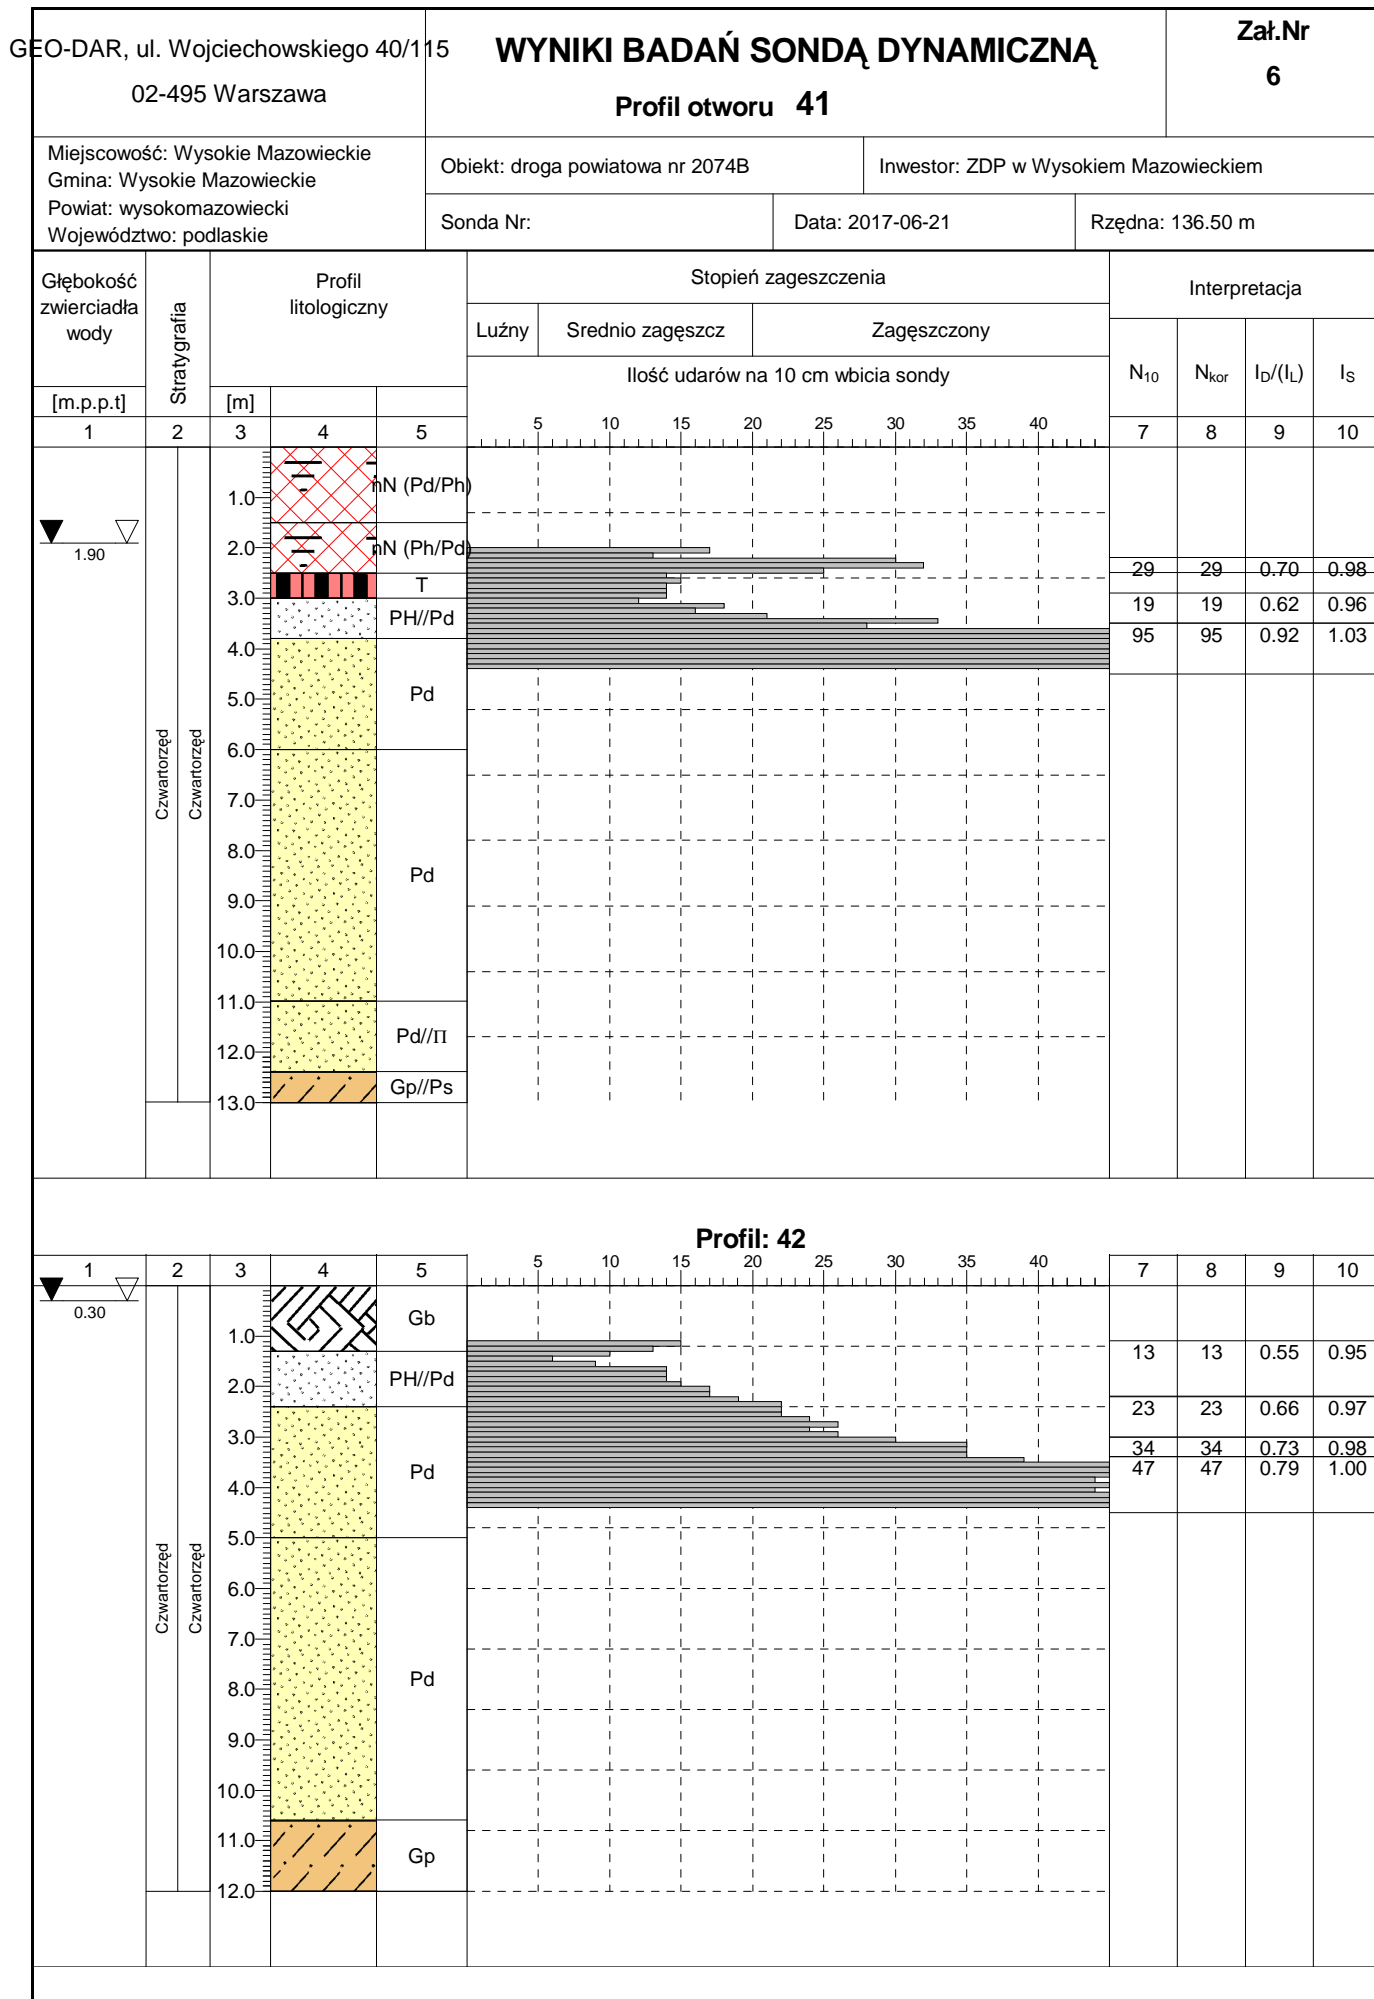 GEO-DAR, ul. Wojciechowskiego 40/115
02-495 Warszawa
WYNIKI BADAŃ SONDĄ DYNAMICZNĄ
Profil otworu 41
Zał.Nr
6
Miejscowość: Wysokie Mazowieckie
Gmina: Wysokie Mazowieckie
Powiat: wysokomazowiecki
Województwo: podlaskie
Obiekt: droga powiatowa nr 2074B
Inwestor: ZDP w Wysokiem Mazowieckiem
Sonda Nr:
Data: 2017-06-21
Rzędna: 136.50 m
Głębokość
zwierciadła
wody
[m.p.p.t]
Stratygrafia
Profil
litologiczny
[m]
Stopień zageszczenia
Luźny
Srednio zagęszcz
Zagęszczony
Ilość udarów na 10 cm wbicia sondy
Interpretacja
N10
Nkor
ID/(IL)
IS
1 2 3 4 5
5 10 15 20 25 30 35 40
7 8 9 10
1.90
Czwartorzęd
Czwartorzęd
1.0
2.0
3.0
4.0
5.0
6.0
7.0
8.0
9.0
10.0
11.0
12.0
13.0
nN (Pd/Ph)
nN (Ph/Pd)
T
PH//Pd
Pd
Pd
Pd//Π
Gp//Ps
29 29 0.70 0.98
19 19 0.62 0.96
95 95 0.92 1.03
Profil: 42
1 2 3 4 5
5 10 15 20 25 30 35 40
7 8 9 10
0.30
Czwartorzęd
Czwartorzęd
1.0
2.0
3.0
4.0
5.0
6.0
7.0
8.0
9.0
10.0
11.0
12.0
Gb
PH//Pd
Pd
Pd
Gp
13 13 0.55 0.95
23 23 0.66 0.97
34 34 0.73 0.98
47 47 0.79 1.00